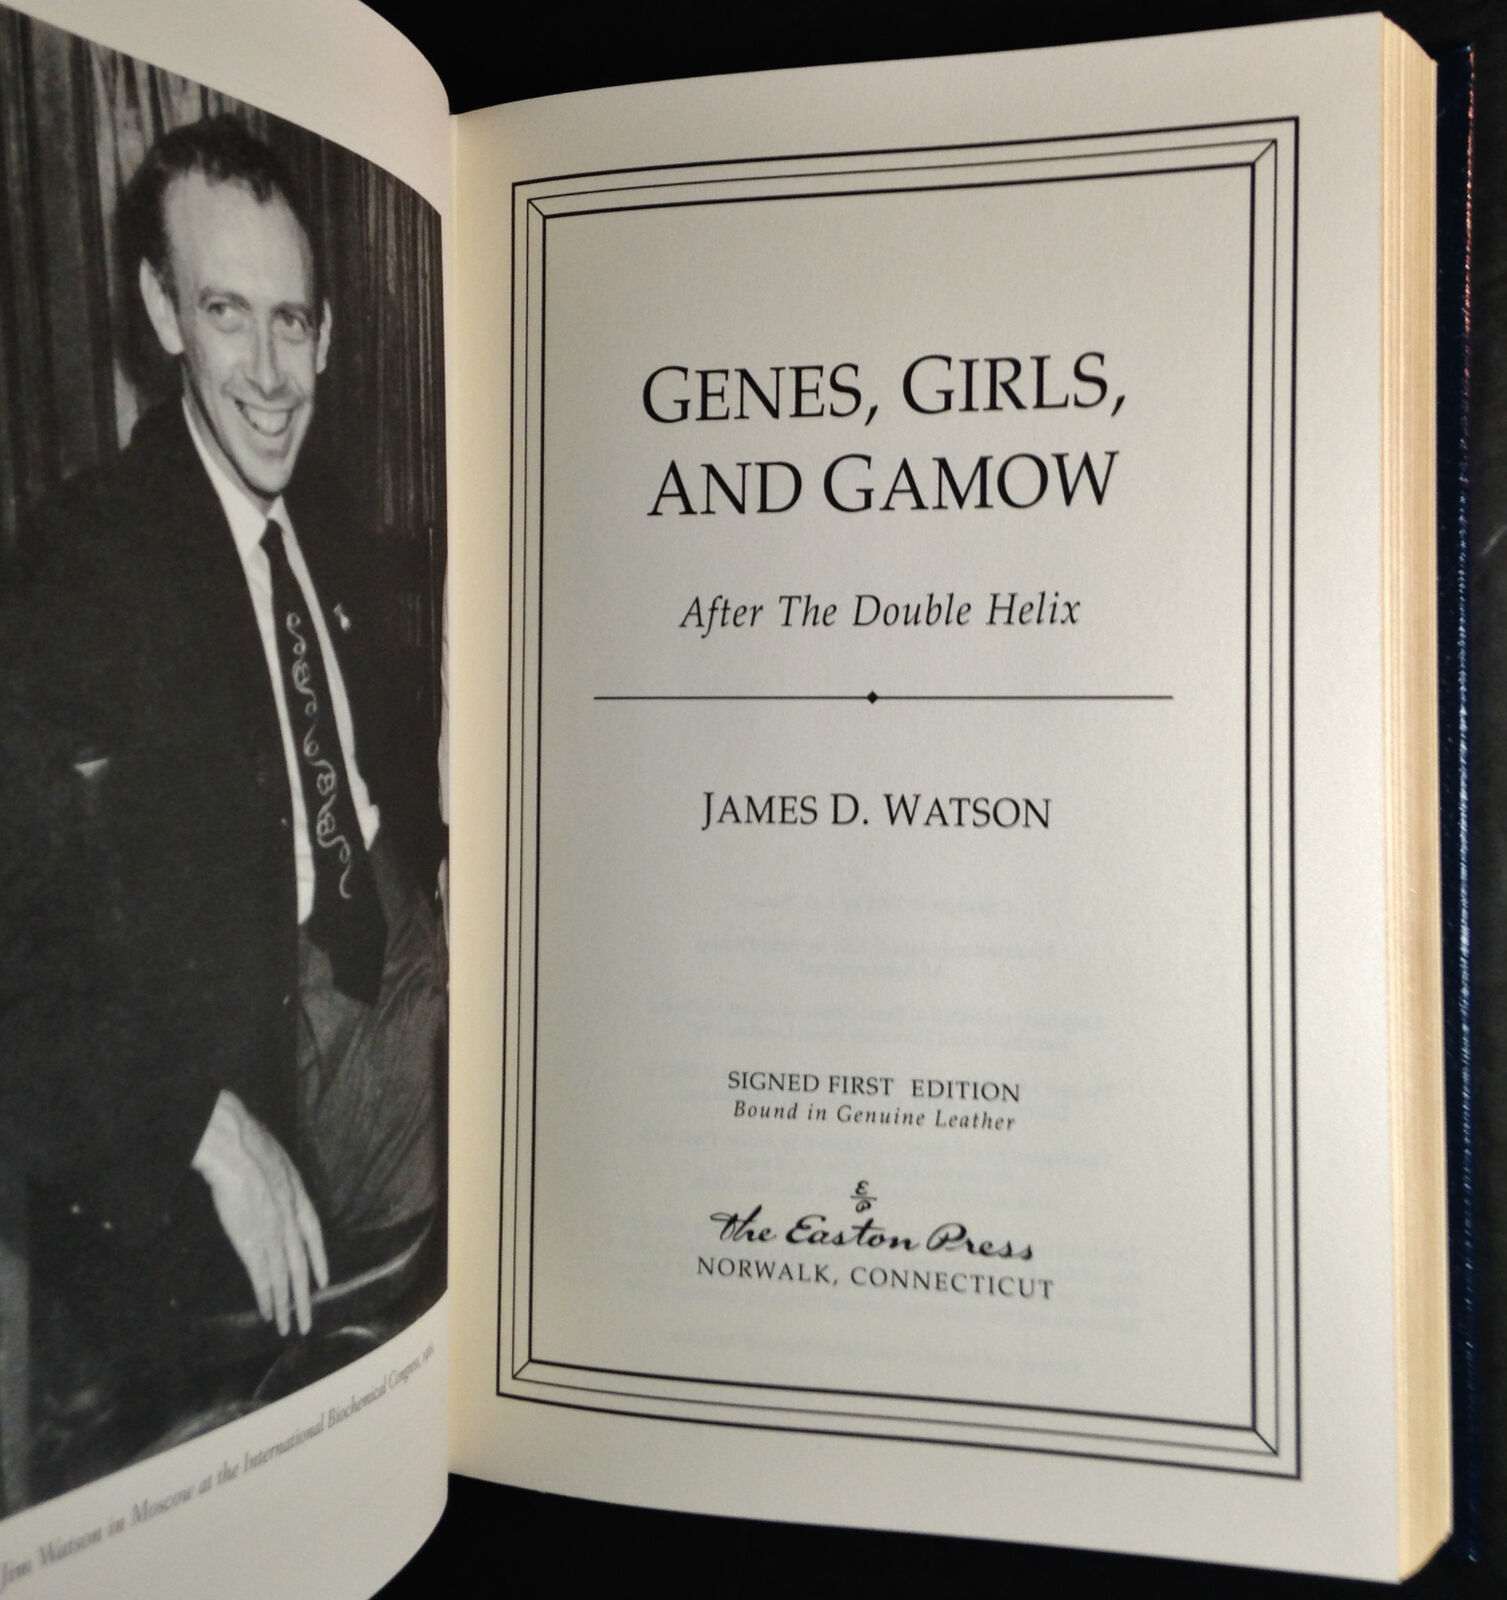 Jim Watson in Moscow at the International Biochemical Congress,
GENES, GIRLS,
AND GAMOW
After The Double Helix
JAMES D. WATSON
SIGNED FIRST EDITION
Bound in Genuine Leather
The Easton Press
NORWALK, CONNECTICUT